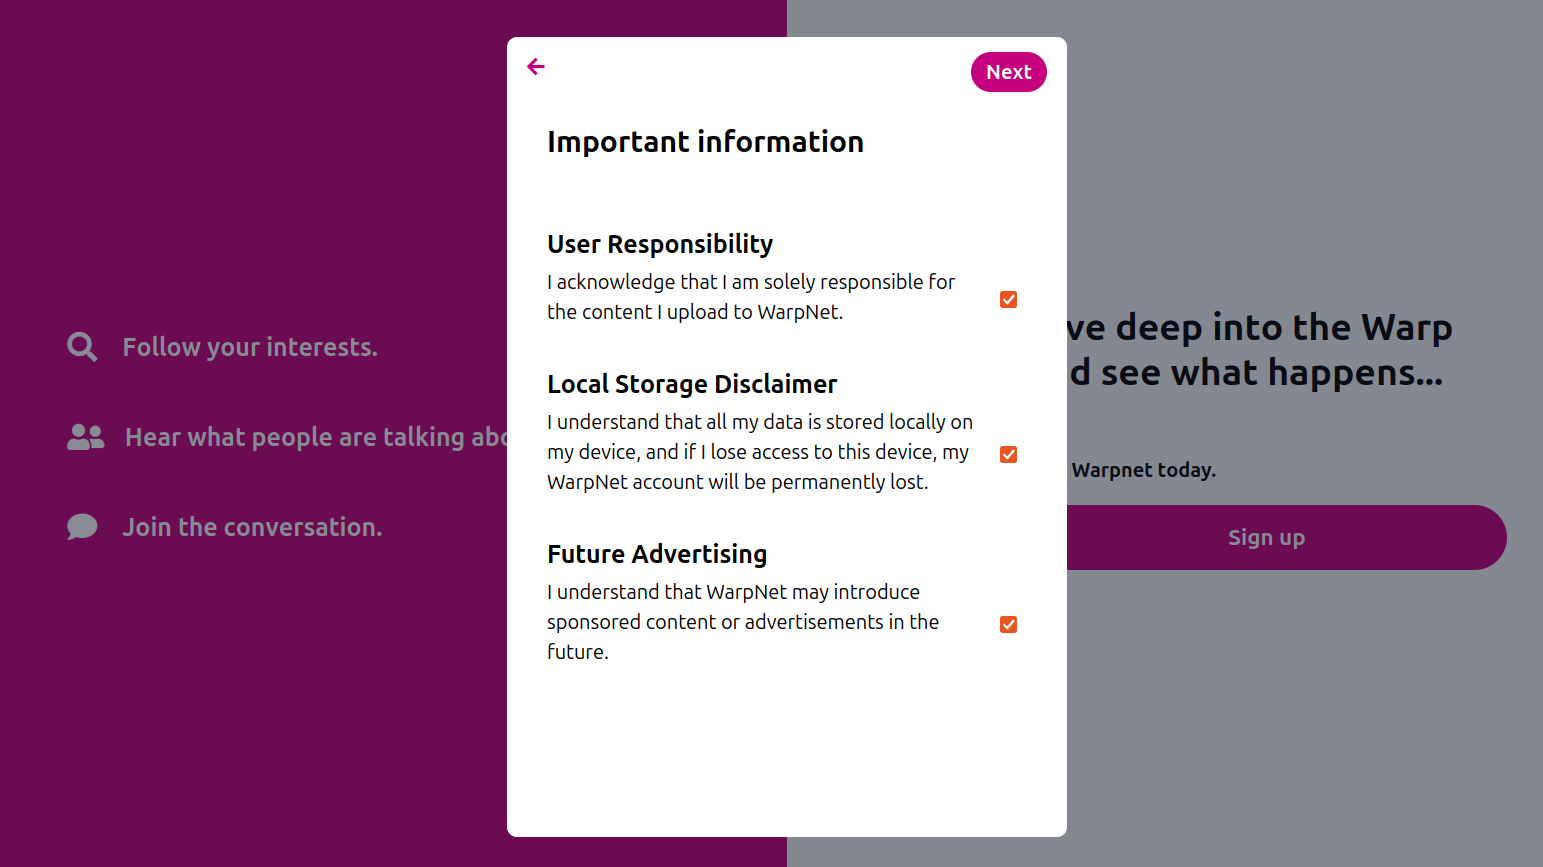 Next
Important information
User Responsibility
I acknowledge that I am solely responsible for
the content I upload to WarpNet.
Local Storage Disclaimer
I understand that all my data is stored locally on
my device, and if I lose access to this device, my
WarpNet account will be permanently lost.
Future Advertising
I understand that WarpNet may introduce
sponsored content or advertisements in the
future.
Follow your interests.
Hear what people are talking
Join the conversation.
deep into the Warp
see what happens...
Warpnet today.
Sign up